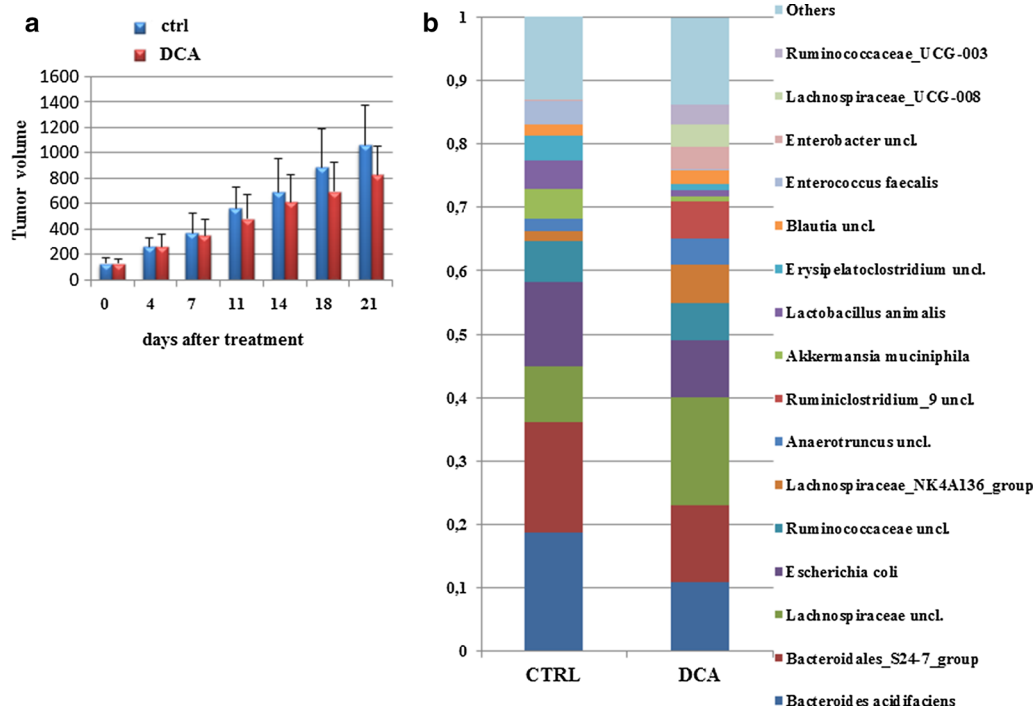 a
ctrl
DCA
1600
1400
1200
1000
800
600
400
200
0
Tumor volume
0 4 7 11 14 18 21
days after treatment
b
1
0,9
0,8
0,7
0,6
0,5
0,4
0,3
0,2
0,1
0
CTRL DCA
Others
Ruminococcaceae_UCG-003
Lachnospiraceae_UCG-008
Enterobacter uncl.
Enterococcus faecalis
Blautia uncl.
Erysipelatoclostridium uncl.
Lactobacillus animalis
Akkermansia muciniphila
Ruminiclostridium_9 uncl.
Anaerotruncus uncl.
Lachnospiraceae_NK4A136_group
Ruminococcaceae uncl.
Escherichia coli
Lachnospiraceae uncl.
Bacteroidales_S24-7_group
Bacteroides acidifaciens